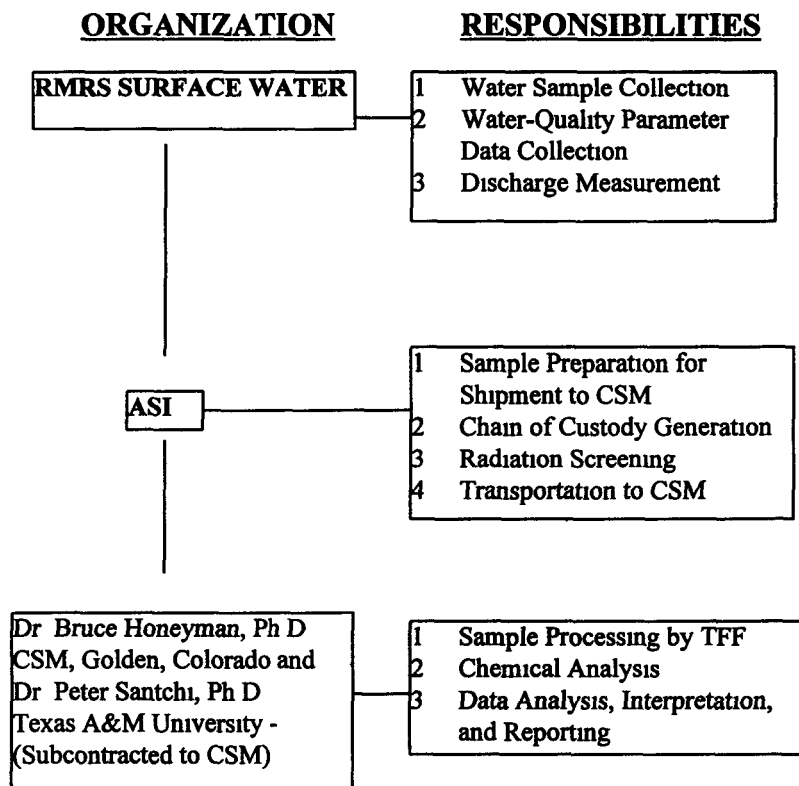 ORGANIZATION
RESPONSIBILITIES
RMRS SURFACE WATER
1 Water Sample Collection
2 Water-Quality Parameter
Data Collection
3 Discharge Measurement
ASI
1 Sample Preparation for
Shipment to CSM
2 Chain of Custody Generation
3 Radiation Screening
4 Transportation to CSM
Dr Bruce Honeyman, Ph D
CSM, Golden, Colorado and
Dr Peter Santchi, Ph D
Texas A&M University -
(Subcontracted to CSM)
1 Sample Processing by TFF
2 Chemical Analysis
3 Data Analysis, Interpretation,
and Reporting